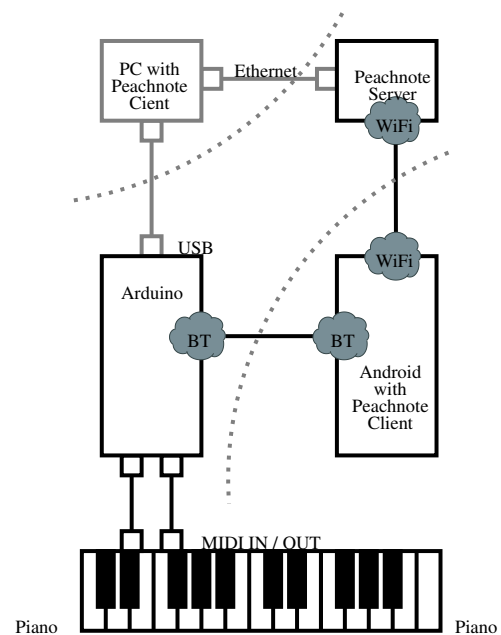 PC with
Peachnote
Cient
Ethernet
Peachnote
Server
WiFi
WiFi
USB
Arduino
BT
BT
Android
with
Peachnote
Client
MIDI IN / OUT
Piano
Piano